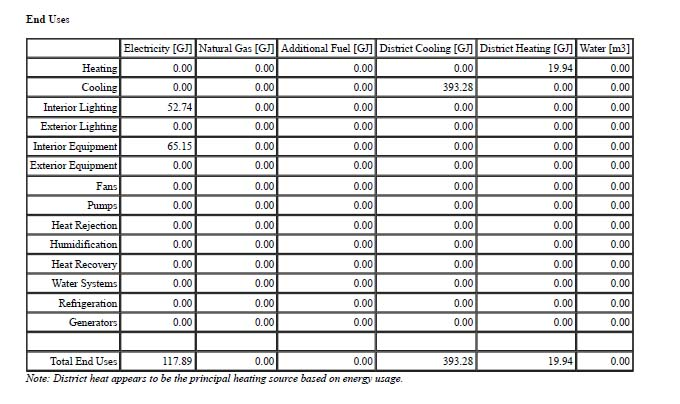 End Uses
Electricity [GJ] Natural Gas [GJ] Additional Fuel [GJ] District Cooling [GJ] District Heating [GJ] Water [m3]
Heating 0.00 0.00 0.00 0.00 19.94 0.00
Cooling 0.00 0.00 0.00 393.28 0.00 0.00
Interior Lighting 52.74 0.00 0.00 0.00 0.00 0.00
Exterior Lighting 0.00 0.00 0.00 0.00 0.00 0.00
Interior Equipment 65.15 0.00 0.00 0.00 0.00 0.00
Exterior Equipment 0.00 0.00 0.00 0.00 0.00 0.00
Fans 0.00 0.00 0.00 0.00 0.00 0.00
Pumps 0.00 0.00 0.00 0.00 0.00 0.00
Heat Rejection 0.00 0.00 0.00 0.00 0.00 0.00
Humidification 0.00 0.00 0.00 0.00 0.00 0.00
Heat Recovery 0.00 0.00 0.00 0.00 0.00 0.00
Water Systems 0.00 0.00 0.00 0.00 0.00 0.00
Refrigeration 0.00 0.00 0.00 0.00 0.00 0.00
Generators 0.00 0.00 0.00 0.00 0.00 0.00
Total End Uses 117.89 0.00 0.00 393.28 19.94 0.00
Note: District heat appears to be the principal heating source based on energy usage.